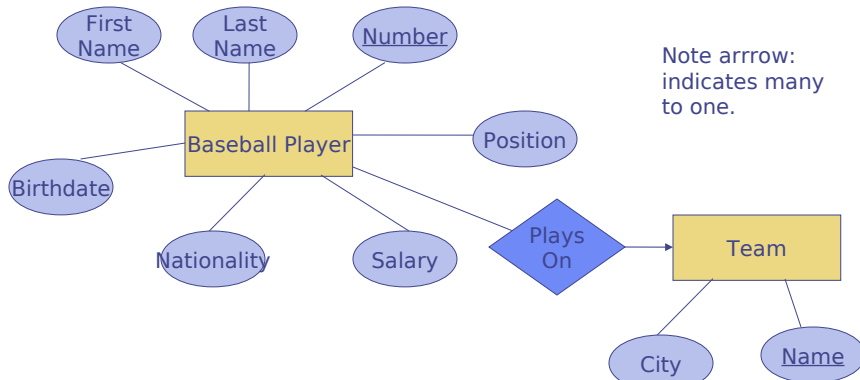 First
Name
Last
Name
Number
Note arrrow:
indicates many
to one.
Baseball Player
Position
Birthdate
Nationality
Salary
Plays
On
Team
City
Name